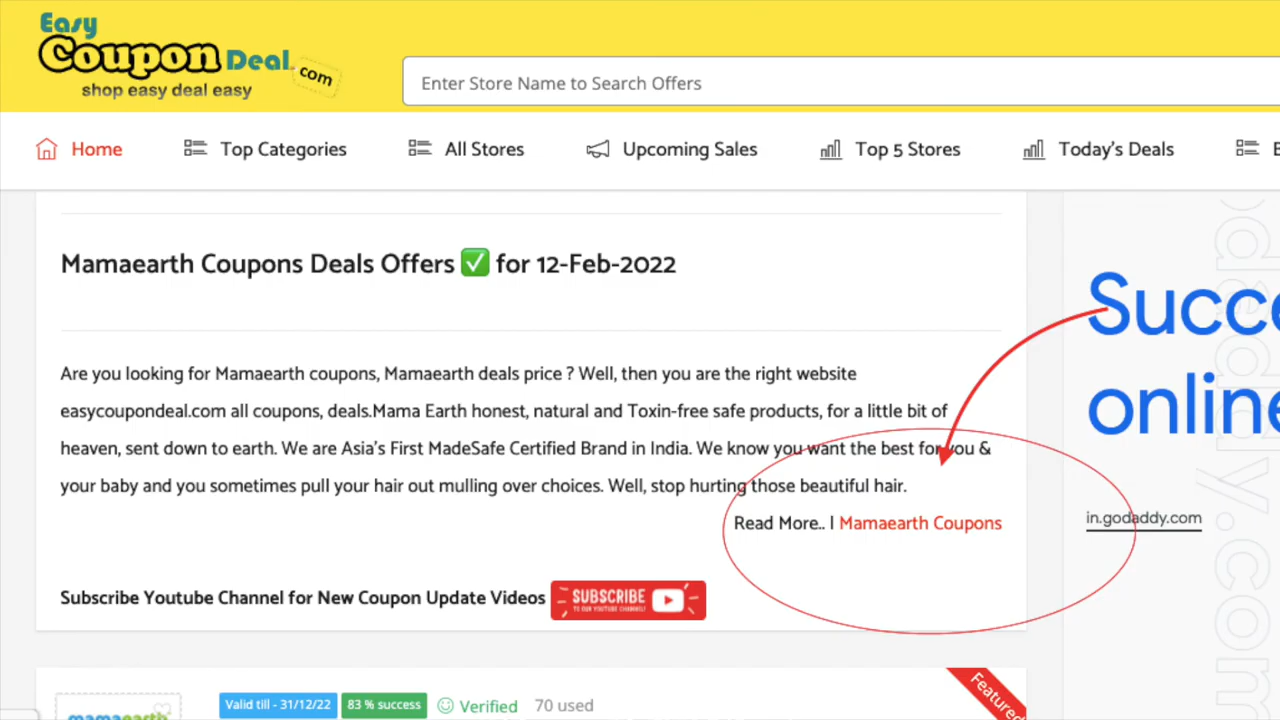 Easy
Coupon Deal.com
shop easy deal easy
Enter Store Name to Search Offers
Home Top Categories All Stores Upcoming Sales Top 5 Stores Today's Deals
Mamaearth Coupons Deals Offers ✅ for 12-Feb-2022
Are you looking for Mamaearth coupons, Mamaearth deals price ? Well, then you are the right website
easycoupondeal.com all coupons, deals.Mama Earth honest, natural and Toxin-free safe products, for a little bit of
heaven, sent down to earth. We are Asia's First MadeSafe Certified Brand in India. We know you want the best for you &
your baby and you sometimes pull your hair out mulling over choices. Well, stop hurting those beautiful hair.
Read More.. | Mamaearth Coupons
Subscribe Youtube Channel for New Coupon Update Videos SUBSCRIBE
TO OUR YOUTUBE CHANNEL!
Succe
online
in.godaddy.com
Valid till - 31/12/22 83 % success Verified 70 used
Featured
mamaearth